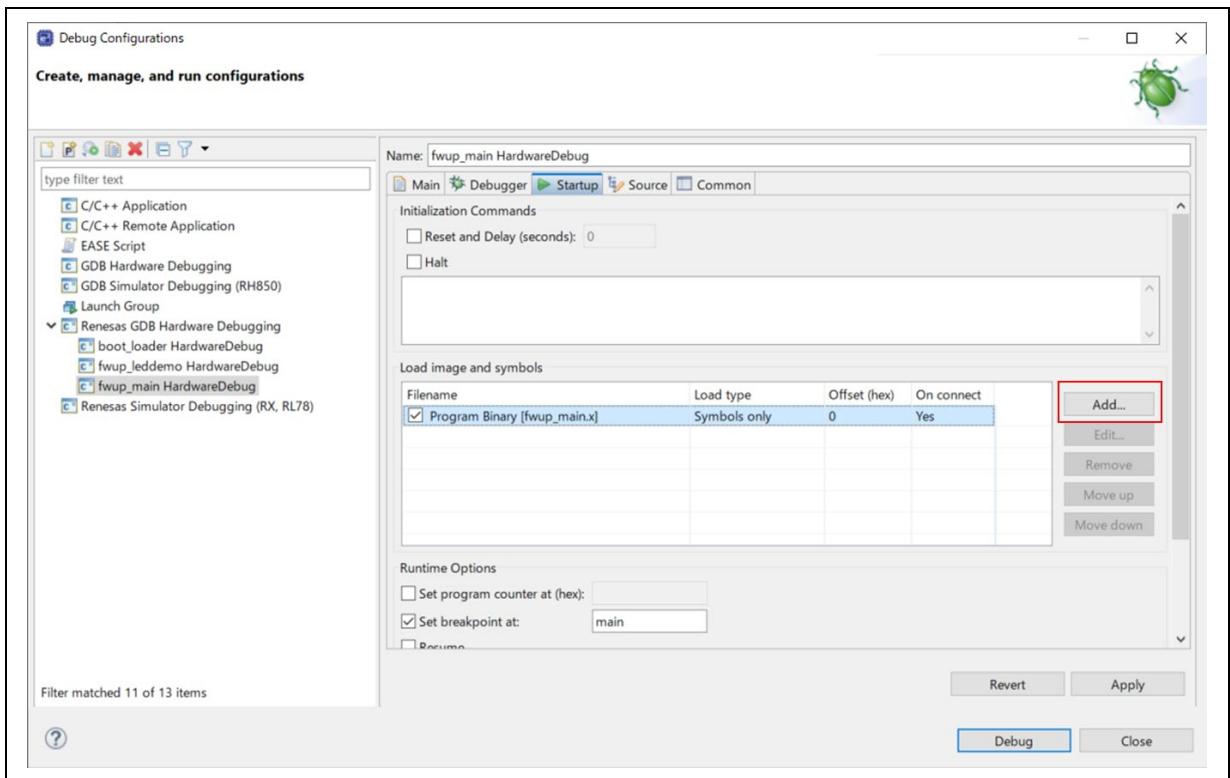 Debug Configurations
Create, manage, and run configurations
type filter text
C/C++ Application
C/C++ Remote Application
EASE Script
GDB Hardware Debugging
GDB Simulator Debugging (RH850)
Launch Group
Renesas GDB Hardware Debugging
boot_loader HardwareDebug
fwup_leddemo HardwareDebug
fwup_main HardwareDebug
Renesas Simulator Debugging (RX, RL78)
Filter matched 11 of 13 items
Name: fwup_main HardwareDebug
Main Debugger Startup Source Common
Initialization Commands
Reset and Delay (seconds): 0
Halt
Load image and symbols
Filename Load type Offset (hex) On connect
Program Binary [fwup_main.x] Symbols only 0 Yes
Add...
Edit...
Remove
Move up
Move down
Runtime Options
Set program counter at (hex):
Set breakpoint at: main
Resume
Revert Apply
Debug Close